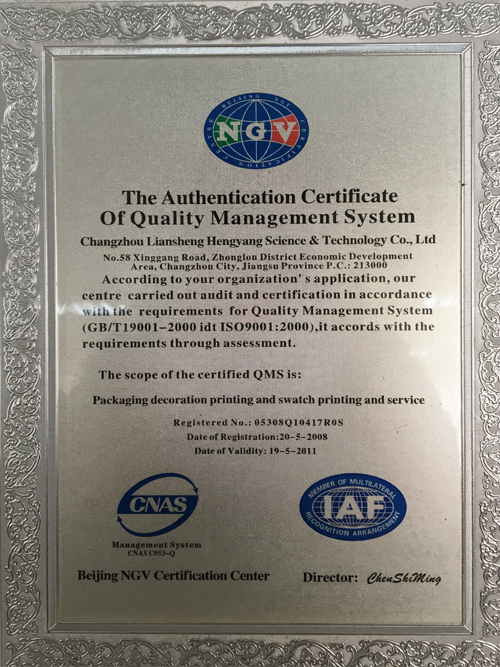 BEIJING NGV CERTIFICATION CENTRE
NGV
The Authentication Certificate
Of Quality Management System
Changzhou Liansheng Hengyang Science & Technology Co., Ltd
No.58 Xinggang Road, Zhonglou District Economic Development
Area, Changzhou City, Jiangsu Province P.C.: 213000
According to your organization's application, our
centre carried out audit and certification in accordance
with the requirements for Quality Management System
(GB/T19001-2000 idt ISO9001:2000),it accords with the
requirements through assessment.
The scope of the certified QMS is:
Packaging decoration printing and swatch printing and service
Registered No.: 05308Q10417R0S
Date of Registration:20-5-2008
Date of Validity: 19-5-2011
CNAS
Management System
CNAS C053-Q
MEMBER OF MULTILATERAL
IAF
RECOGNITION ARRANGEMENT
Beijing NGV Certification Center
Director: ChenShiMing